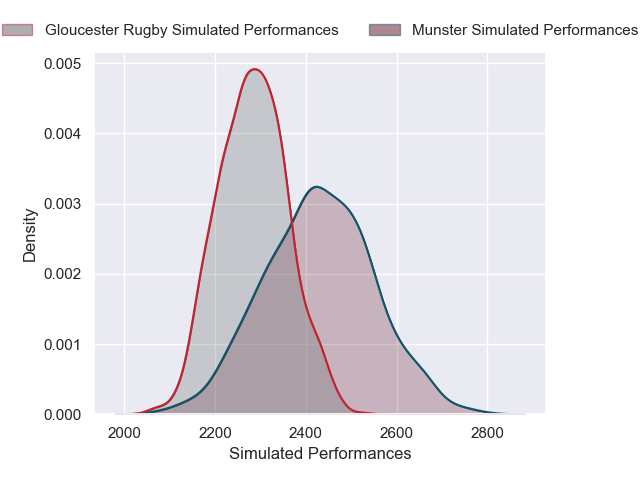 Gloucester Rugby Simulated Performances
Munster Simulated Performances
0.005
0.004
0.003
0.002
0.001
0.000
Density
2000 2200 2400 2600 2800
Simulated Performances